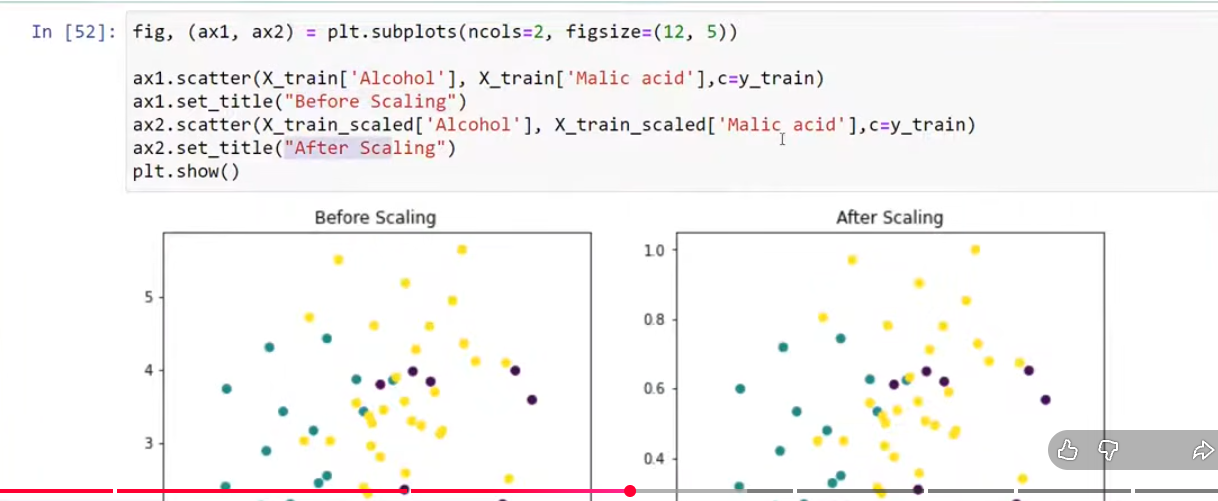 In [52]: fig, (ax1, ax2) = plt.subplots(ncols=2, figsize=(12, 5))
ax1.scatter(X_train['Alcohol'], X_train['Malic acid'],c=y_train)
ax1.set_title("Before Scaling")
ax2.scatter(X_train_scaled['Alcohol'], X_train_scaled['Malic acid'],c=y_train)
ax2.set_title("After Scaling")
plt.show()
Before Scaling
5
4
3
After Scaling
1.0
0.8
0.6
0.4